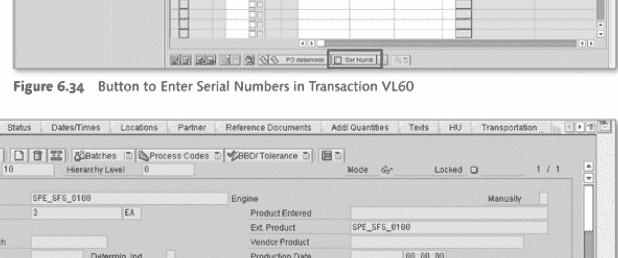 PO determine Ser Numb
Figure 6.34 Button to Enter Serial Numbers in Transaction VL60
Status Dates/Times Locations Partner Reference Documents Addl Quantities Texts HU Transportation
Batches Process Codes BBD/Tolerance
10 Hierarchy Level 0 Mode Locked 1 / 1
SPE_SFS_0100 Engine Manually
3 EA Product Entered
Ext. Product SPE_SFS_0100
Vendor Product
Determin. Ind. Production Date 00:00:00